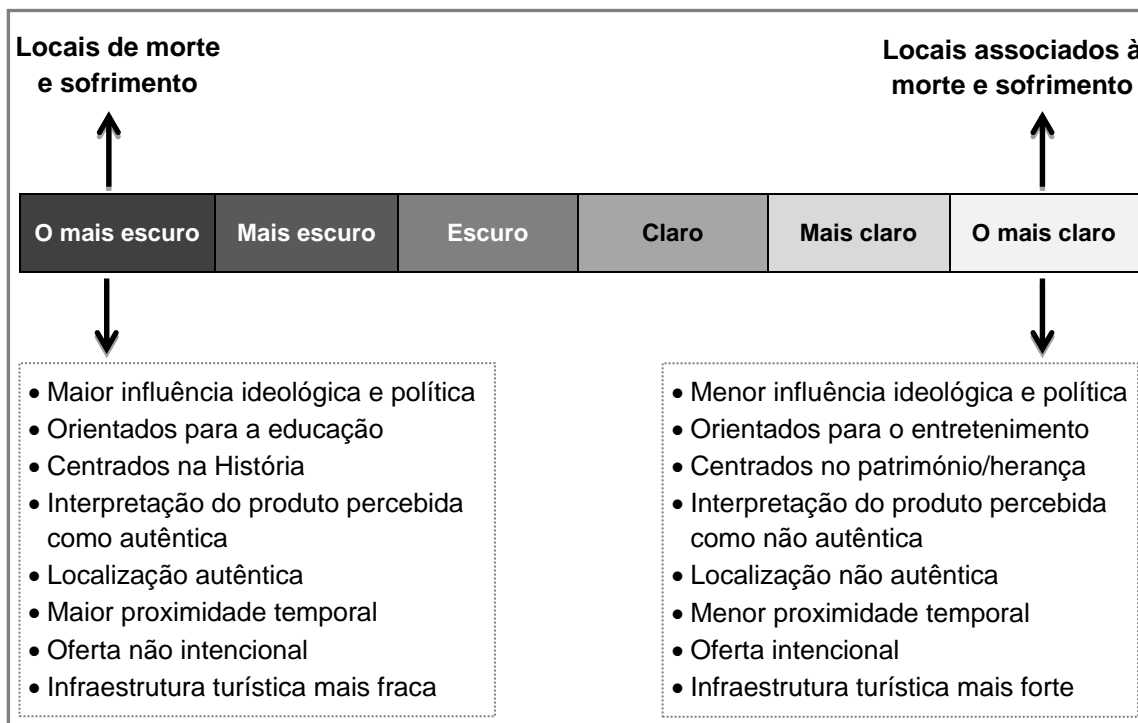 Locais de morte
e sofrimento
Locais associados à
morte e sofrimento
O mais escuro
Mais escuro
Escuro
Claro
Mais claro
O mais claro
• Maior influência ideológica e política
• Orientados para a educação
• Centrados na História
• Interpretação do produto percebida
como autêntica
• Localização autêntica
• Maior proximidade temporal
• Oferta não intencional
• Infraestrutura turística mais fraca
• Menor influência ideológica e política
• Orientados para o entretenimento
• Centrados no património/herança
• Interpretação do produto percebida
como não autêntica
• Localização não autêntica
• Menor proximidade temporal
• Oferta intencional
• Infraestrutura turística mais forte